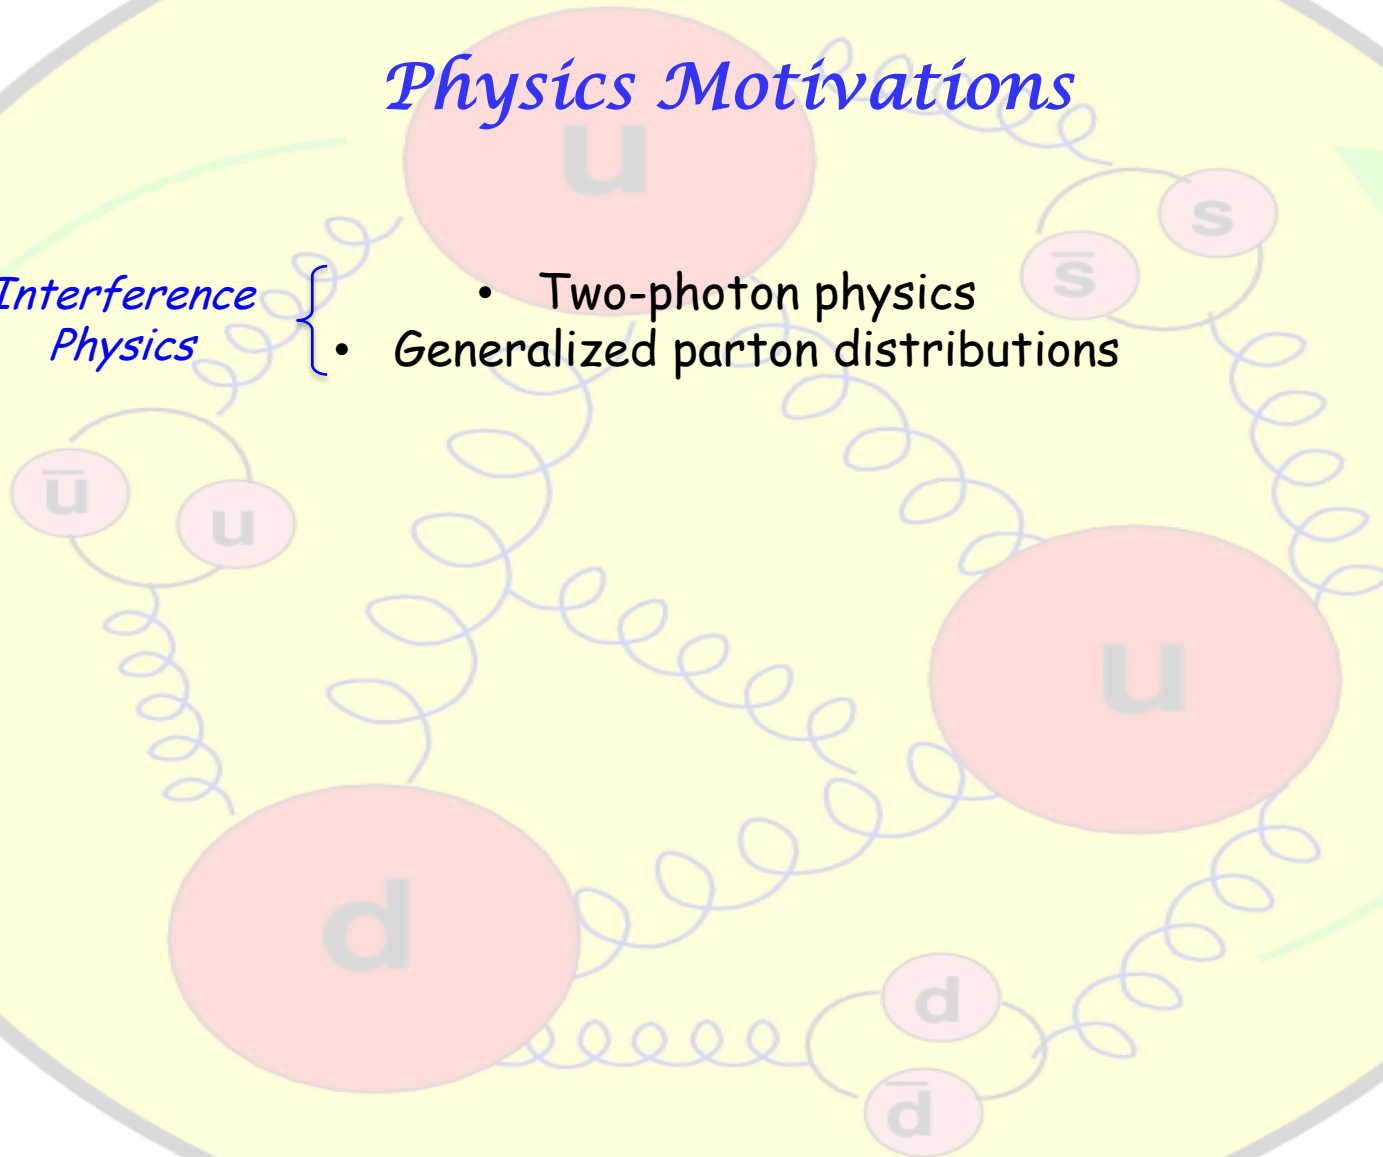 Physics Motivations
u
s
s̅
Interference
Physics
• Two-photon physics
• Generalized parton distributions
u̅
u
u
d
d
d̅